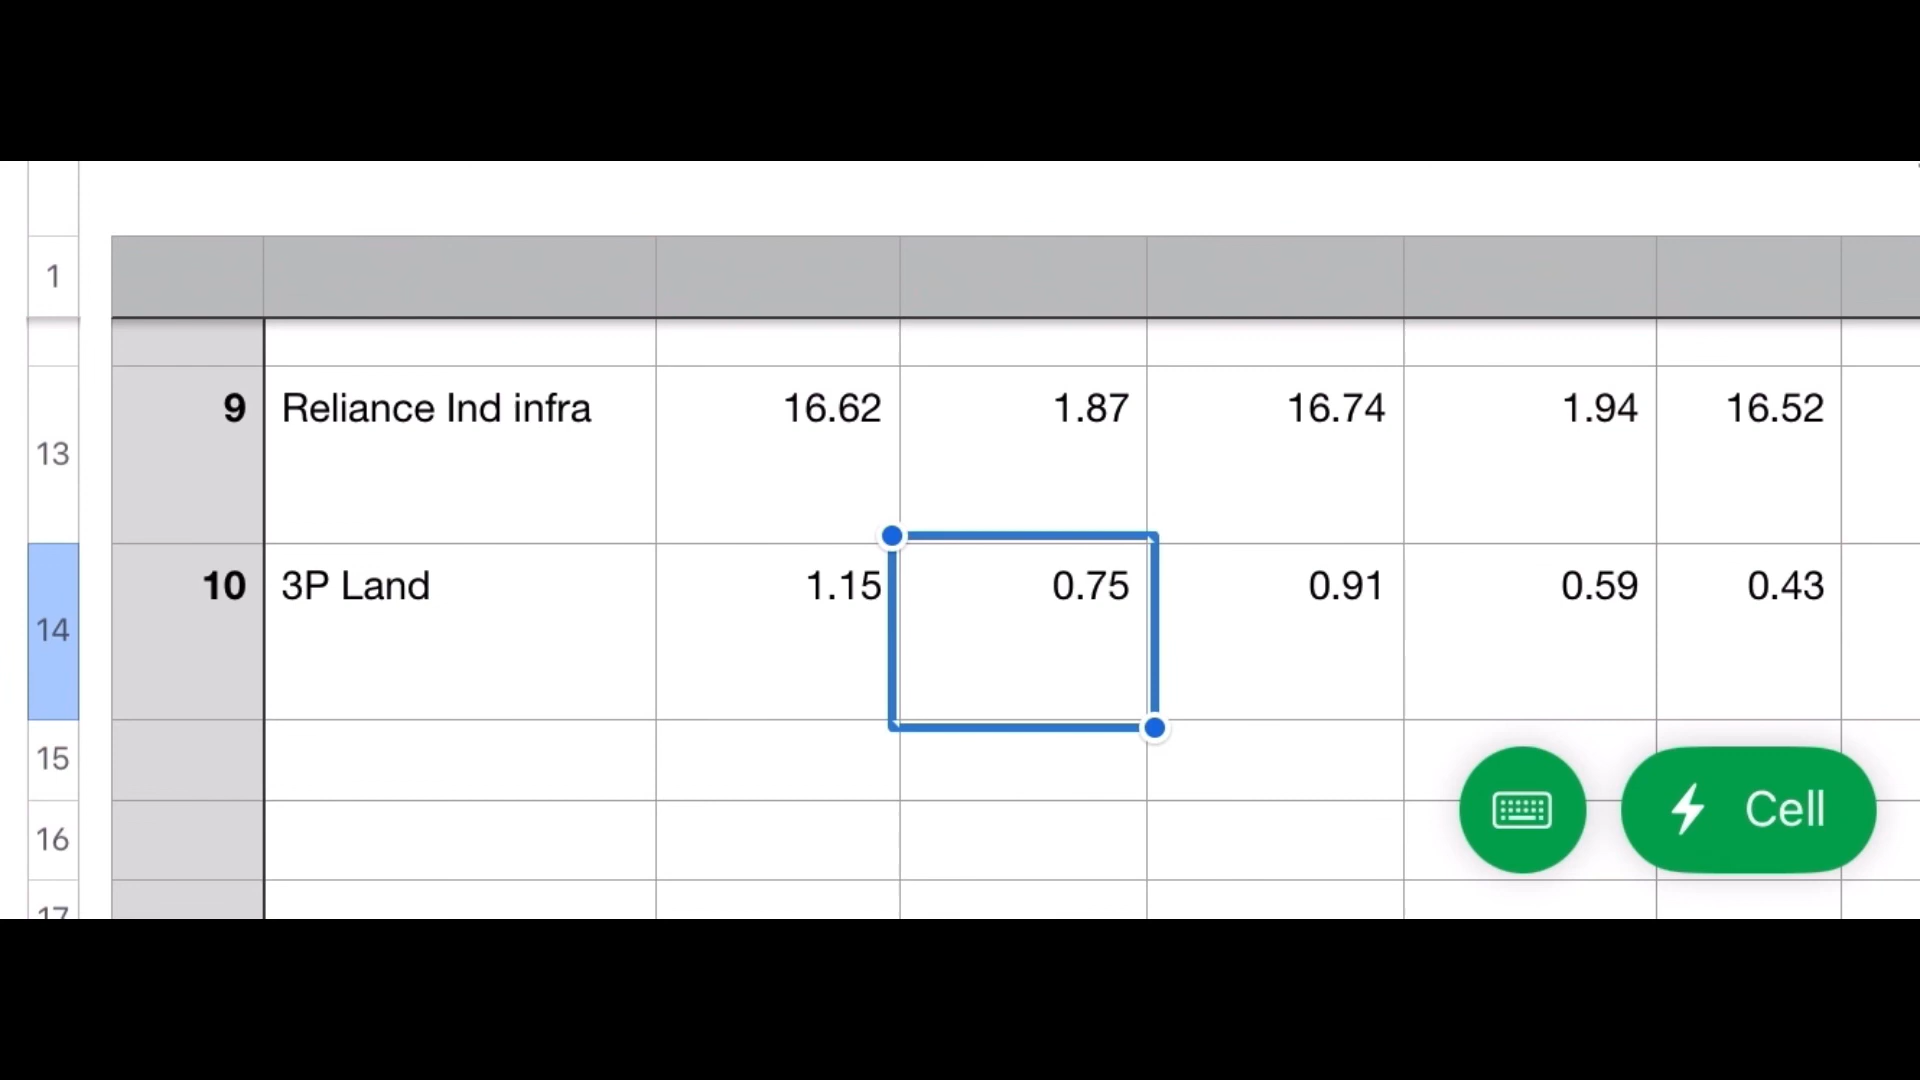 1
13 9 Reliance Ind infra 16.62 1.87 16.74 1.94 16.52
14 10 3P Land 1.15 0.75 0.91 0.59 0.43
15
16
17
Cell